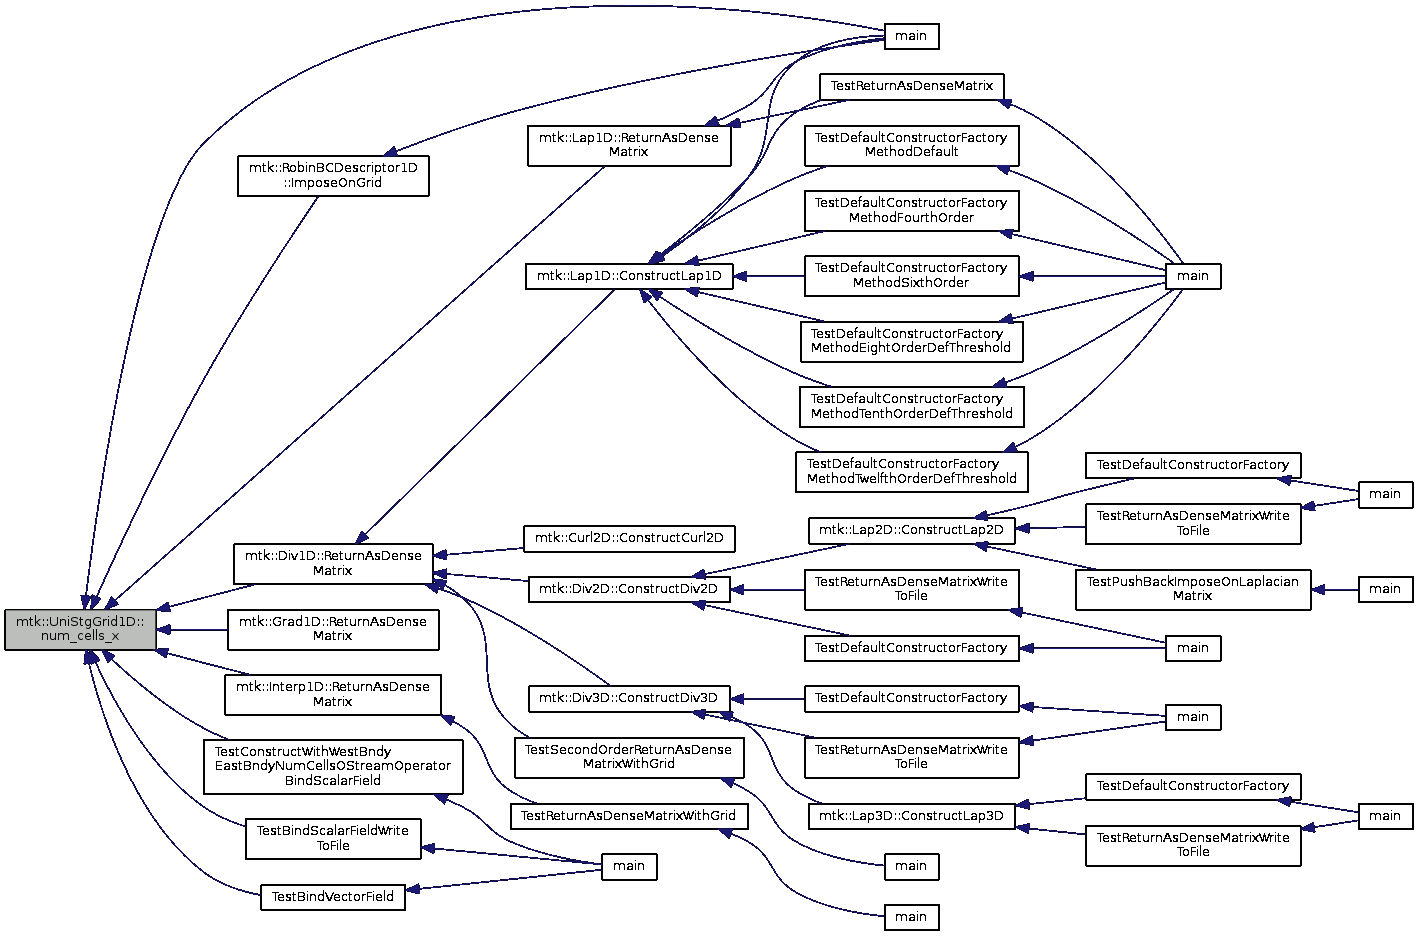 main
TestReturnAsDenseMatrix
mtk::Lap1D::ReturnAsDense
Matrix
TestDefaultConstructorFactory
MethodDefault
mtk::RobinBCDescriptor1D
::ImposeOnGrid
TestDefaultConstructorFactory
MethodFourthOrder
mtk::Lap1D::ConstructLap1D
TestDefaultConstructorFactory
MethodSixthOrder
main
TestDefaultConstructorFactory
MethodEightOrderDefThreshold
TestDefaultConstructorFactory
MethodTenthOrderDefThreshold
TestDefaultConstructorFactory
MethodTwelfthOrderDefThreshold
TestDefaultConstructorFactory
main
mtk::Lap2D::ConstructLap2D
TestReturnAsDenseMatrixWrite
ToFile
mtk::Curl2D::ConstructCurl2D
mtk::Div1D::ReturnAsDense
Matrix
mtk::Div2D::ConstructDiv2D
TestReturnAsDenseMatrixWrite
ToFile
TestPushBackImposeOnLaplacian
Matrix
main
mtk::UniStgGrid1D::
num_cells_x
mtk::Grad1D::ReturnAsDense
Matrix
TestDefaultConstructorFactory
main
mtk::Interp1D::ReturnAsDense
Matrix
mtk::Div3D::ConstructDiv3D
TestDefaultConstructorFactory
main
TestConstructWithWestBndy
EastBndyNumCellsOStreamOperator
BindScalarField
TestSecondOrderReturnAsDense
MatrixWithGrid
TestReturnAsDenseMatrixWrite
ToFile
TestDefaultConstructorFactory
TestReturnAsDenseMatrixWithGrid
mtk::Lap3D::ConstructLap3D
main
TestBindScalarFieldWrite
ToFile
TestReturnAsDenseMatrixWrite
ToFile
main
main
TestBindVectorField
main